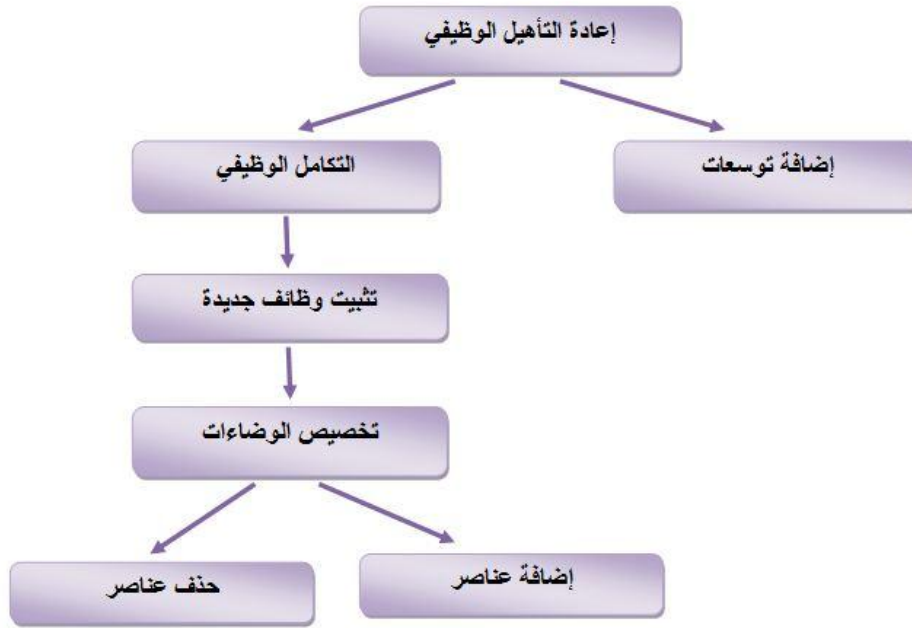 إعادة التأهيل الوظيفي
التكامل الوظيفي
إضافة توسعات
تثبيت وظائف جديدة
تخصيص الوضاءات
إضافة عناصر
حذف عناصر